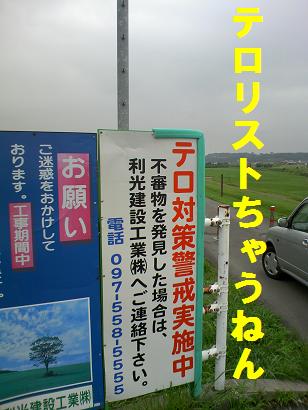 テロリストちゃうねん
テロ対策警戒実施中
不審物を発見した場合は、
利光建設工業㈱へご連絡下さい。
電話 097-558-5555
お願い
ご迷惑をおかけして
おります。工事期間中
利光建設工業㈱